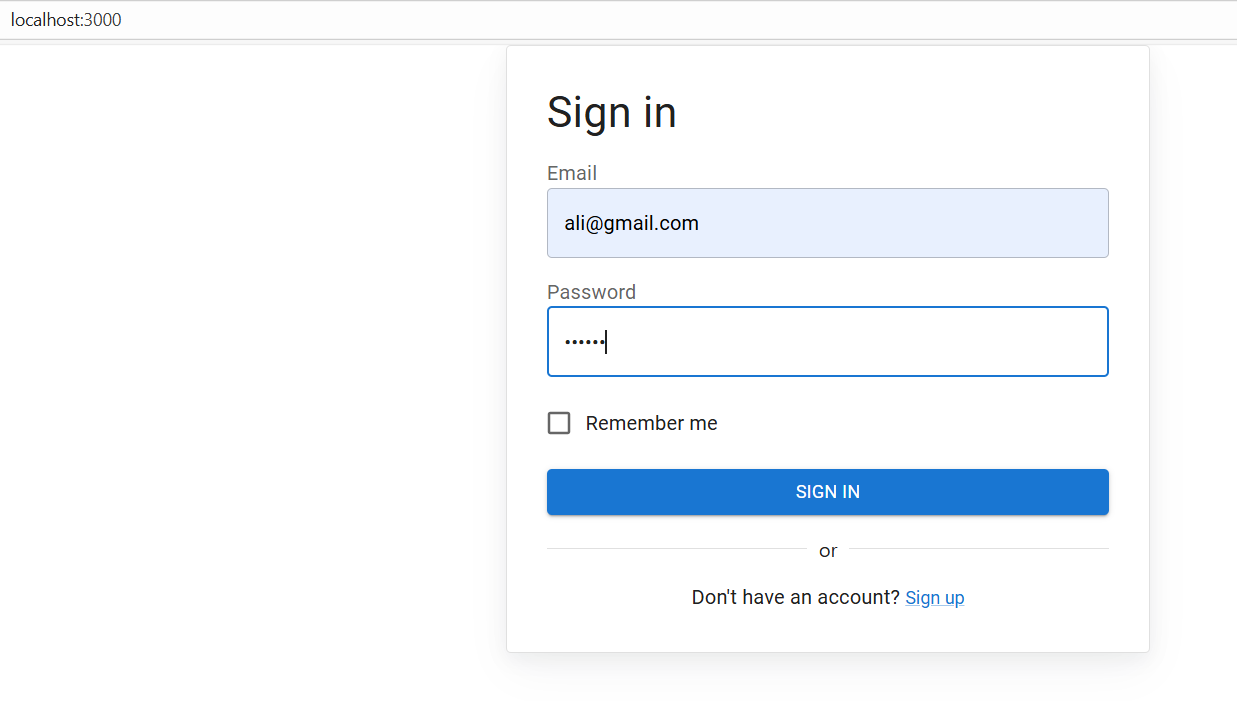 localhost:3000
Sign in
Email
ali@gmail.com
Password
••••••
Remember me
SIGN IN
or
Don't have an account? Sign up